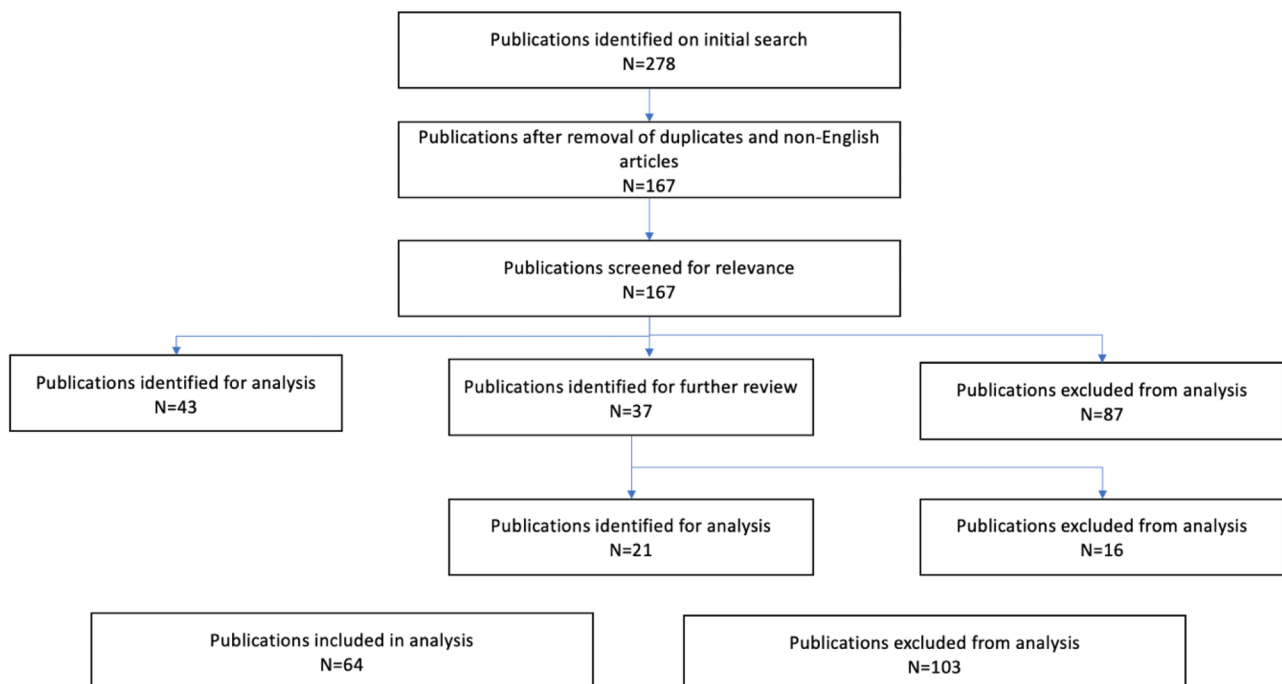 Publications identified on initial search
N=278
Publications after removal of duplicates and non-English
articles
N=167
Publications screened for relevance
N=167
Publications identified for analysis
N=43
Publications identified for further review
N=37
Publications excluded from analysis
N=87
Publications identified for analysis
N=21
Publications excluded from analysis
N=16
Publications included in analysis
N=64
Publications excluded from analysis
N=103